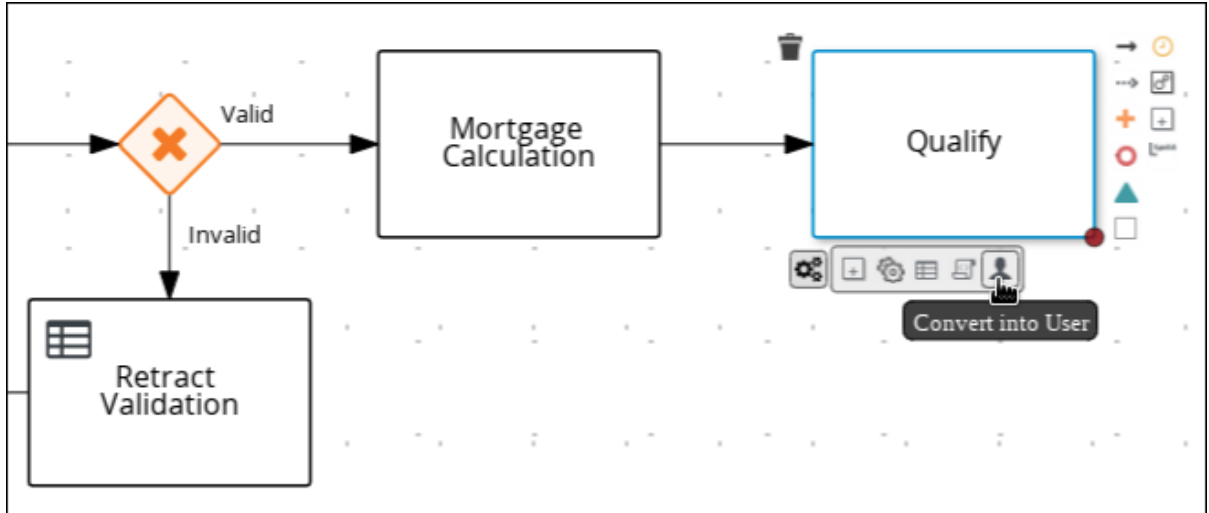 Valid
Mortgage
Calculation
Qualify
Invalid
Convert into User
Retract
Validation